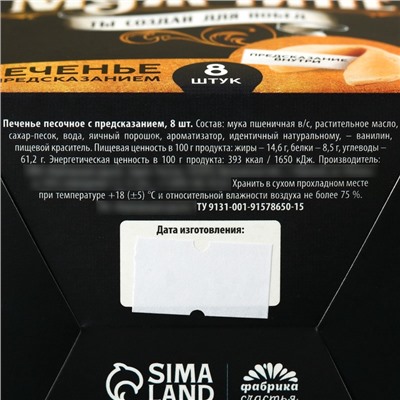 ТЫ СОЗДАН ДЛЯ ПОБЕД
ПЕЧЕНЬЕ
ПРЕДСКАЗАНИЕМ
8
ШТУК
ПРЕДСКАЗАНИЕ
ВНУТРИ
Печенье песочное с предсказанием, 8 шт. Состав: мука пшеничная в/с, растительное масло,
сахар-песок, вода, яичный порошок, ароматизатор, идентичный натуральному, – ванилин,
пищевой краситель. Пищевая ценность в 100 г продукта: жиры – 14,6 г, белки – 8,5 г, углеводы –
61,2 г. Энергетическая ценность в 100 г продукта: 393 ккал / 1650 кДж. Производитель:
Хранить в сухом прохладном месте
при температуре +18 (±5) °C и относительной влажности воздуха не более 75 %.
ТУ 9131-001-91578650-15
Дата изготовления:
SIMA
LAND
фабрика
счастья